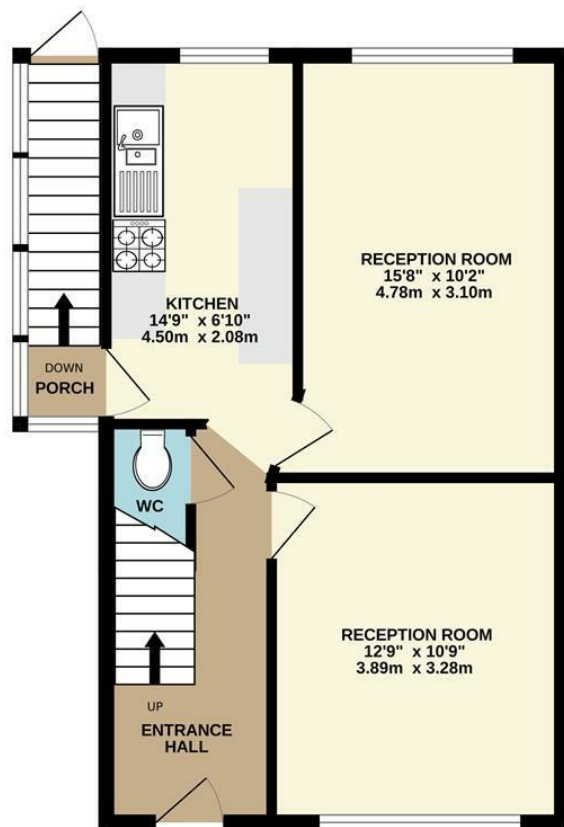 RECEPTION ROOM
15'8" x 10'2"
4.78m x 3.10m
KITCHEN
14'9" x 6'10"
4.50m x 2.08m
DOWN
PORCH
WC
RECEPTION ROOM
12'9" x 10'9"
3.89m x 3.28m
UP
ENTRANCE
HALL